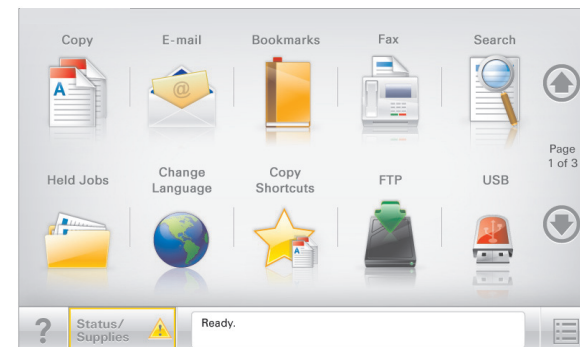 Copy
E-mail
Bookmarks
Fax
Search
A
@
Page
1 of 3
Held Jobs
Change
Language
Copy
Shortcuts
FTP
USB
A
?
Status/
Supplies
!
Ready.